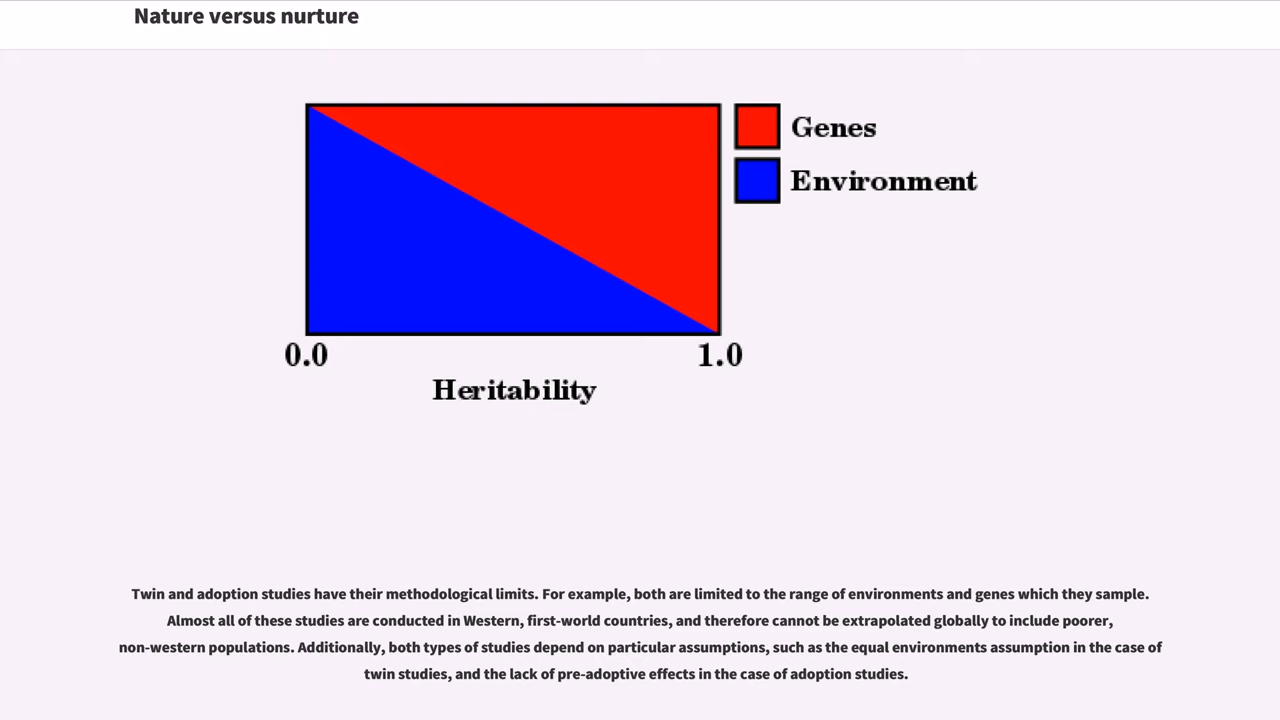 Nature versus nurture
Genes
Environment
0.0
1.0
Heritability
Twin and adoption studies have their methodological limits. For example, both are limited to the range of environments and genes which they sample.
Almost all of these studies are conducted in Western, first-world countries, and therefore cannot be extrapolated globally to include poorer,
non-western populations. Additionally, both types of studies depend on particular assumptions, such as the equal environments assumption in the case of
twin studies, and the lack of pre-adoptive effects in the case of adoption studies.